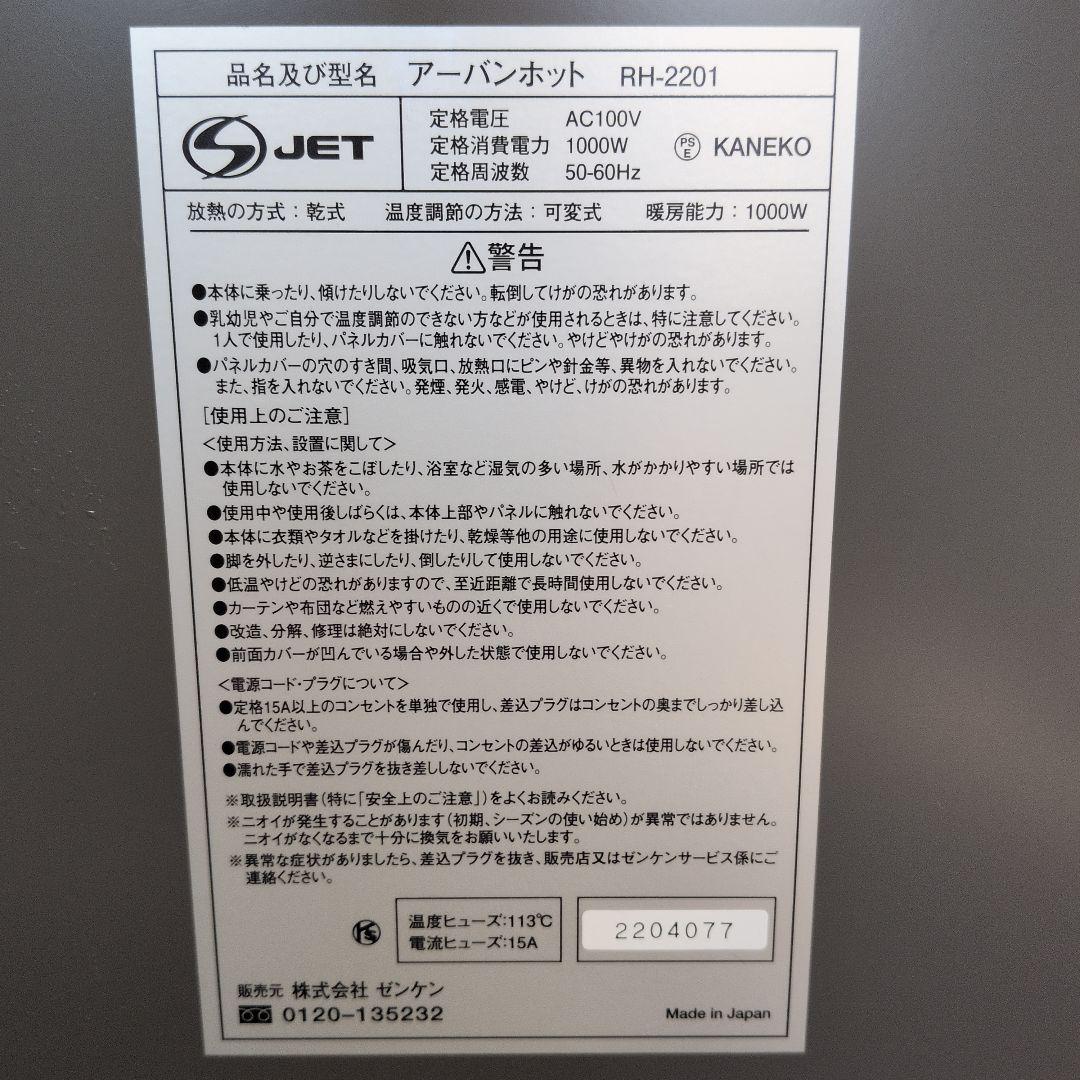 品名及び型名 アーバンホット RH-2201
JET
定格電圧 AC100V
定格消費電力 1000W
定格周波数 50-60Hz
PS
E
KANEKO
放熱の方式：乾式 温度調節の方法：可変式 暖房能力：1000W
警告
●本体に乗ったり、傾けたりしないでください。転倒してけがの恐れがあります。
●乳幼児やご自分で温度調節のできない方などが使用されるときは、特に注意してください。
1人で使用したり、パネルカバーに触れないでください。やけどやけがの恐れがあります。
●パネルカバーの穴のすき間、吸気口、放熱口にピンや針金等、異物を入れないでください。
また、指を入れないでください。発煙、発火、感電、やけど、けがの恐れがあります。
[使用上のご注意]
<使用方法、設置に関して>
●本体に水やお茶をこぼしたり、浴室など湿気の多い場所、水がかかりやすい場所では
使用しないでください。
●使用中や使用後しばらくは、本体上部やパネルに触れないでください。
●本体に衣類やタオルなどを掛けたり、乾燥等他の用途に使用しないでください。
●脚を外したり、逆さまにしたり、倒したりして使用しないでください。
●低温やけどの恐れがありますので、至近距離で長時間使用しないでください。
●カーテンや布団など燃えやすいものの近くで使用しないでください。
●改造、分解、修理は絶対にしないでください。
●前面カバーが凹んでいる場合や外した状態で使用しないでください。
<電源コード・プラグについて>
●定格15A以上のコンセントを単独で使用し、差込プラグはコンセントの奥までしっかり差し込
んでください。
●電源コードや差込プラグが傷んだり、コンセントの差込がゆるいときは使用しないでください。
●濡れた手で差込プラグを抜き差ししないでください。
※取扱説明書(特に「安全上のご注意」)をよくお読みください。
※ニオイが発生することがあります(初期、シーズンの使い始め)が異常ではありません。
ニオイがなくなるまで十分に換気をお願いいたします。
※異常な症状がありましたら、差込プラグを抜き、販売店又はゼンケンサービス係にご
連絡ください。
温度ヒューズ:113℃
電流ヒューズ:15A
2204077
販売元 株式会社 ゼンケン
0120-135232
Made in Japan